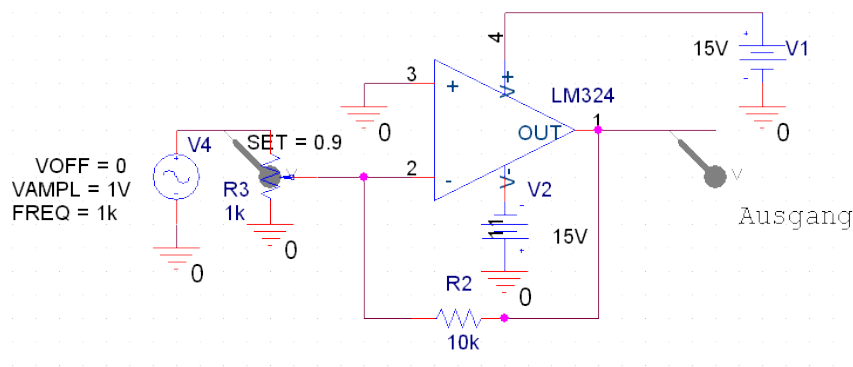 4
15V
V1
3
V+
LM324
0
+
0
SET = 0.9
V4
OUT
1
VOFF = 0
VAMPL = 1V
FREQ = 1k
2
-
V-
V2
V
V
R3
1k
Ausgang
11
15V
0
0
R2
0
10k